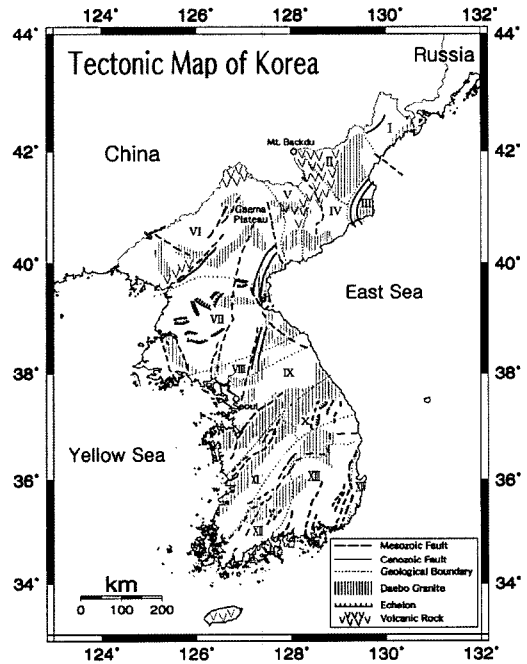 124° 126° 128° 130° 132°
44° 44°
Tectonic Map of Korea
Russia
I
Mt. Backdu
II
42° 42°
China
V
III
IV
Gaema
Plateau
VI
40° 40°
East Sea
VII
VIII
IX
38° 38°
Seoul
X
Yellow Sea
36° 36°
XI
XIII
XII
Mesozoic Fault
Cenozoic Fault
Geological Boundary
Daebo Granite
Echelon
Volcanic Rock
34° 34°
km
0 100 200
124° 126° 128° 130° 132°